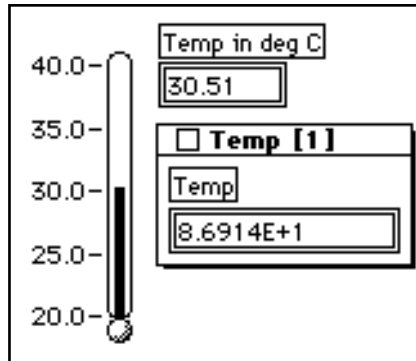 40.0-
35.0-
30.0-
25.0-
20.0-
Temp in deg C
30.51
Temp [1]
Temp
8.6914E+1